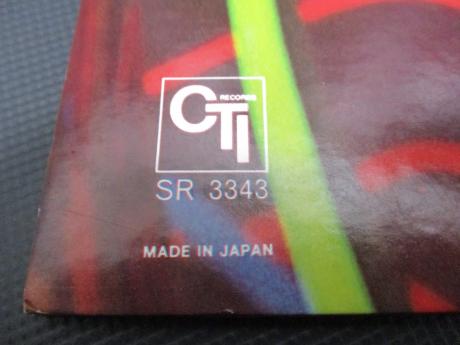 CTI RECORDS
SR 3343
MADE IN JAPAN